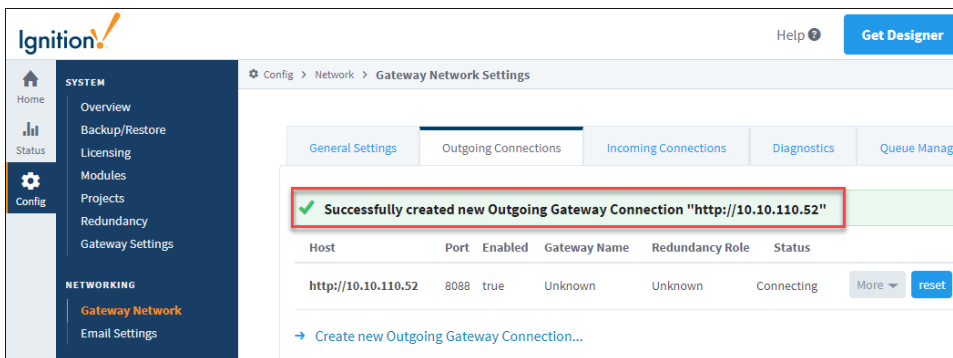 Ignition!
Help ?
Get Designer
Home
Status
Config
SYSTEM
Overview
Backup/Restore
Licensing
Modules
Projects
Redundancy
Gateway Settings
NETWORKING
Gateway Network
Email Settings
Config > Network > Gateway Network Settings
General Settings Outgoing Connections Incoming Connections Diagnostics Queue Manag
Successfully created new Outgoing Gateway Connection "http://10.10.110.52"
Host Port Enabled Gateway Name Redundancy Role Status
http://10.10.110.52 8088 true Unknown Unknown Connecting More reset
→ Create new Outgoing Gateway Connection...